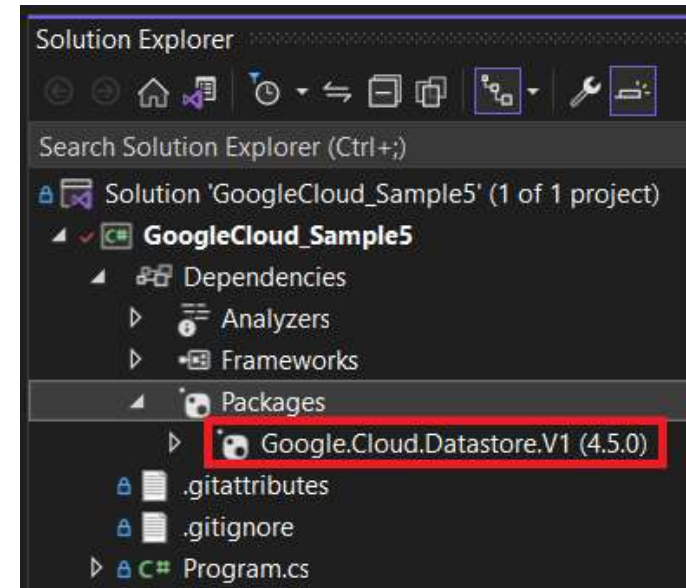 Solution Explorer
Search Solution Explorer (Ctrl+;)
Solution 'GoogleCloud_Sample5' (1 of 1 project)
C# GoogleCloud_Sample5
Dependencies
Analyzers
Frameworks
Packages
Google.Cloud.Datastore.V1 (4.5.0)
.gitattributes
.gitignore
C# Program.cs